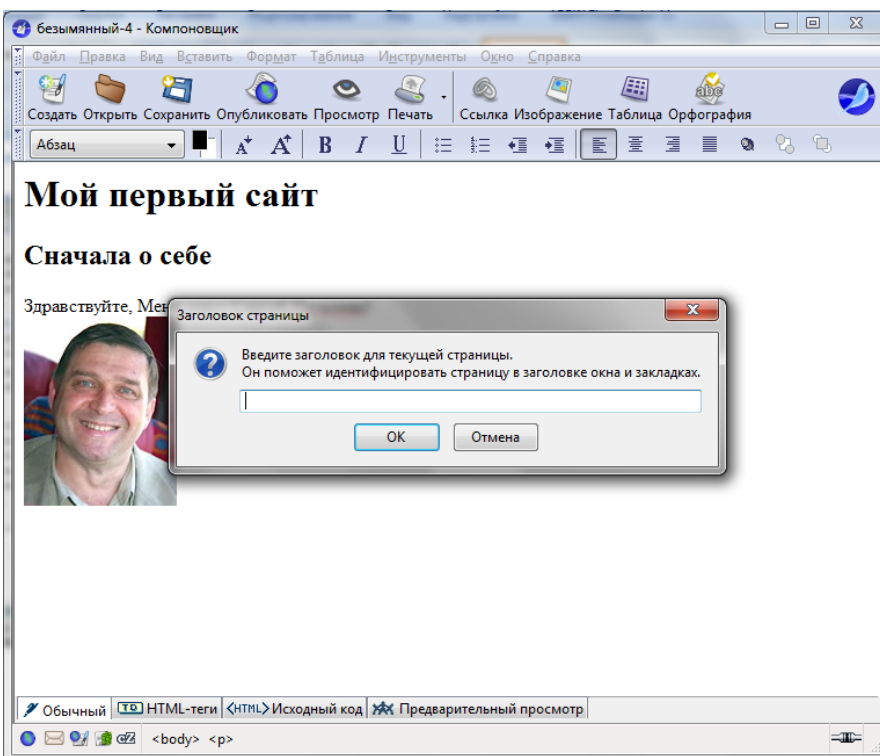 безымянный-4 - Компоновщик
Файл Правка Вид Вставить Формат Таблица Инструменты Окно Справка
Создать Открыть Сохранить Опубликовать Просмотр Печать Ссылка Изображение Таблица Орфография
Абзац A A B I U
Мой первый сайт
Сначала о себе
Здравствуйте,
Заголовок страницы
Введите заголовок для текущей страницы.
Он поможет идентифицировать страницу в заголовке окна и закладках.
OK Отмена
Обычный TD HTML-теги <HTML> Исходный код Предварительный просмотр
<body> <p>